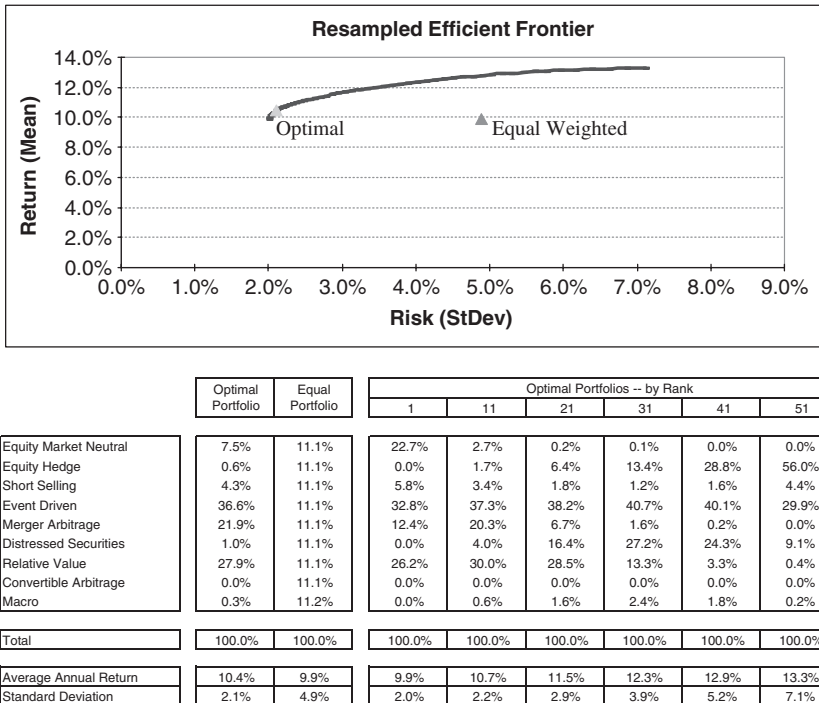 Resampled Efficient Frontier
Return (Mean)
14.0%
12.0%
10.0%
8.0%
6.0%
4.0%
2.0%
0.0%
Optimal
Equal Weighted
0.0% 1.0% 2.0% 3.0% 4.0% 5.0% 6.0% 7.0% 8.0% 9.0%
Risk (StDev)
Optimal Portfolio Equal Portfolio Optimal Portfolios -- by Rank
1 11 21 31 41 51
Equity Market Neutral 7.5% 11.1% 22.7% 2.7% 0.2% 0.1% 0.0% 0.0%
Equity Hedge 0.6% 11.1% 0.0% 1.7% 6.4% 13.4% 28.8% 56.0%
Short Selling 4.3% 11.1% 5.8% 3.4% 1.8% 1.2% 1.6% 4.4%
Event Driven 36.6% 11.1% 32.8% 37.3% 38.2% 40.7% 40.1% 29.9%
Merger Arbitrage 21.9% 11.1% 12.4% 20.3% 6.7% 1.6% 0.2% 0.0%
Distressed Securities 1.0% 11.1% 0.0% 4.0% 16.4% 27.2% 24.3% 9.1%
Relative Value 27.9% 11.1% 26.2% 30.0% 28.5% 13.3% 3.3% 0.4%
Convertible Arbitrage 0.0% 11.1% 0.0% 0.0% 0.0% 0.0% 0.0% 0.0%
Macro 0.3% 11.2% 0.0% 0.6% 1.6% 2.4% 1.8% 0.2%
Total 100.0% 100.0% 100.0% 100.0% 100.0% 100.0% 100.0% 100.0%
Average Annual Return 10.4% 9.9% 9.9% 10.7% 11.5% 12.3% 12.9% 13.3%
Standard Deviation 2.1% 4.9% 2.0% 2.2% 2.9% 3.9% 5.2% 7.1%